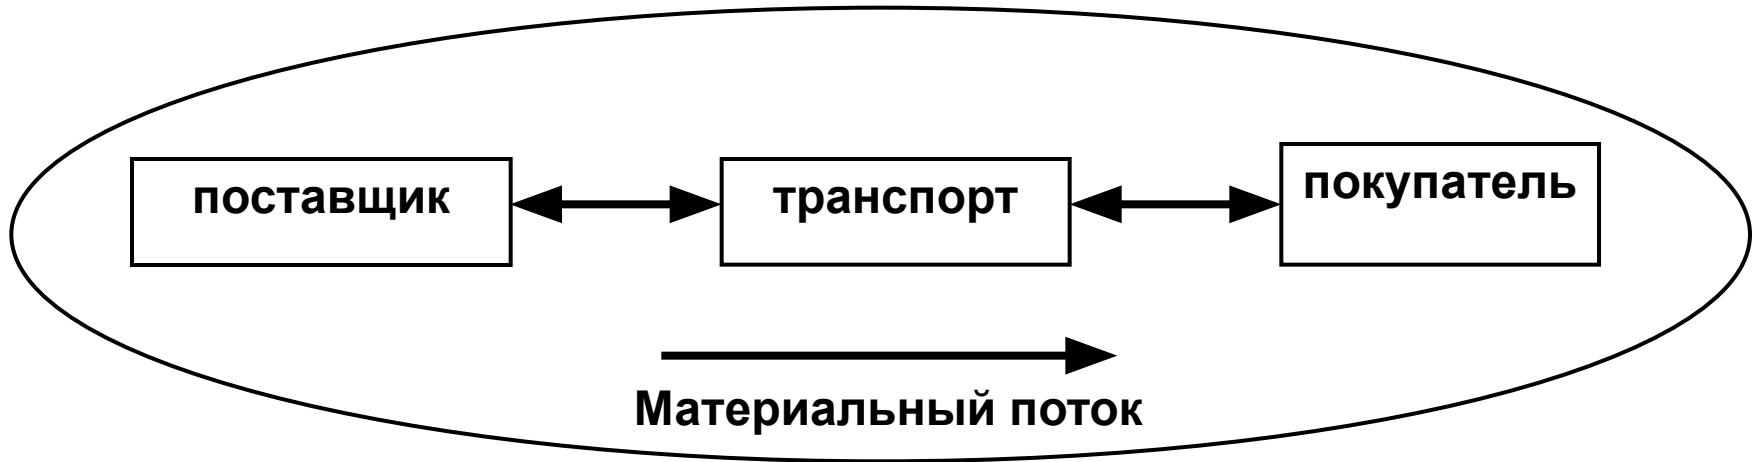 поставщик
транспорт
покупатель
Материальный поток